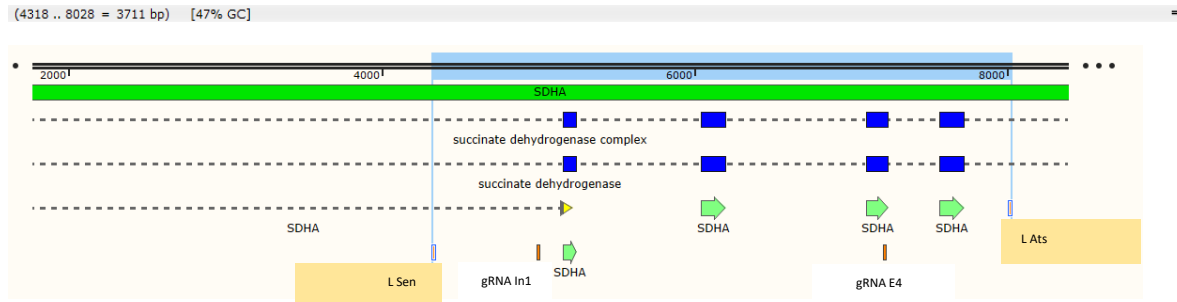 (4318 .. 8028 = 3711 bp) [47% GC]
2000 4000 6000 8000
SDHA
succinate dehydrogenase complex
succinate dehydrogenase
SDHA SDHA SDHA SDHA
L Ats
L Sen gRNA In1 SDHA gRNA E4